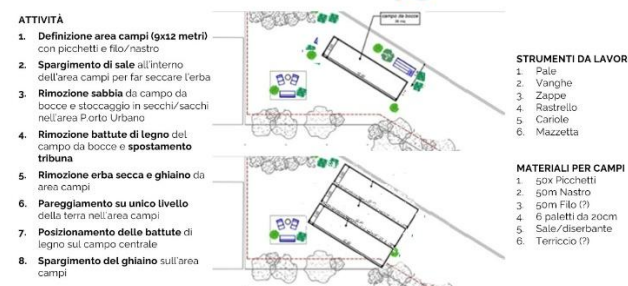 ATTIVITÀ
1. Definizione area campi (9x12 metri)
con picchetti e filo/nastro
2. Spargimento di sale all'interno
dell'area campi per far seccare l'erba
3. Rimozione sabbia da campo da
bocce e stoccaggio in secchi/sacchi
nell'area P.orto Urbano
4. Rimozione battute di legno del
campo da bocce e spostamento
tribuna
5. Rimozione erba secca e ghiaino da
area campi
6. Pareggiamento su unico livello
della terra nell'area campi
7. Posizionamento delle battute di
legno sul campo centrale
8. Spargimento del ghiaino sull'area
campi
campo da bocce
STRUMENTI DA LAVOR
1. Pale
2. Vanghe
3. Zappe
4. Rastrello
5. Cariole
6. Mazzetta
MATERIALI PER CAMPI
1. 50x Picchetti
2. 50m Nastro
3. 50m Filo (?)
4. 6 paletti da 20cm
5. Sale/diserbante
6. Terriccio (?)